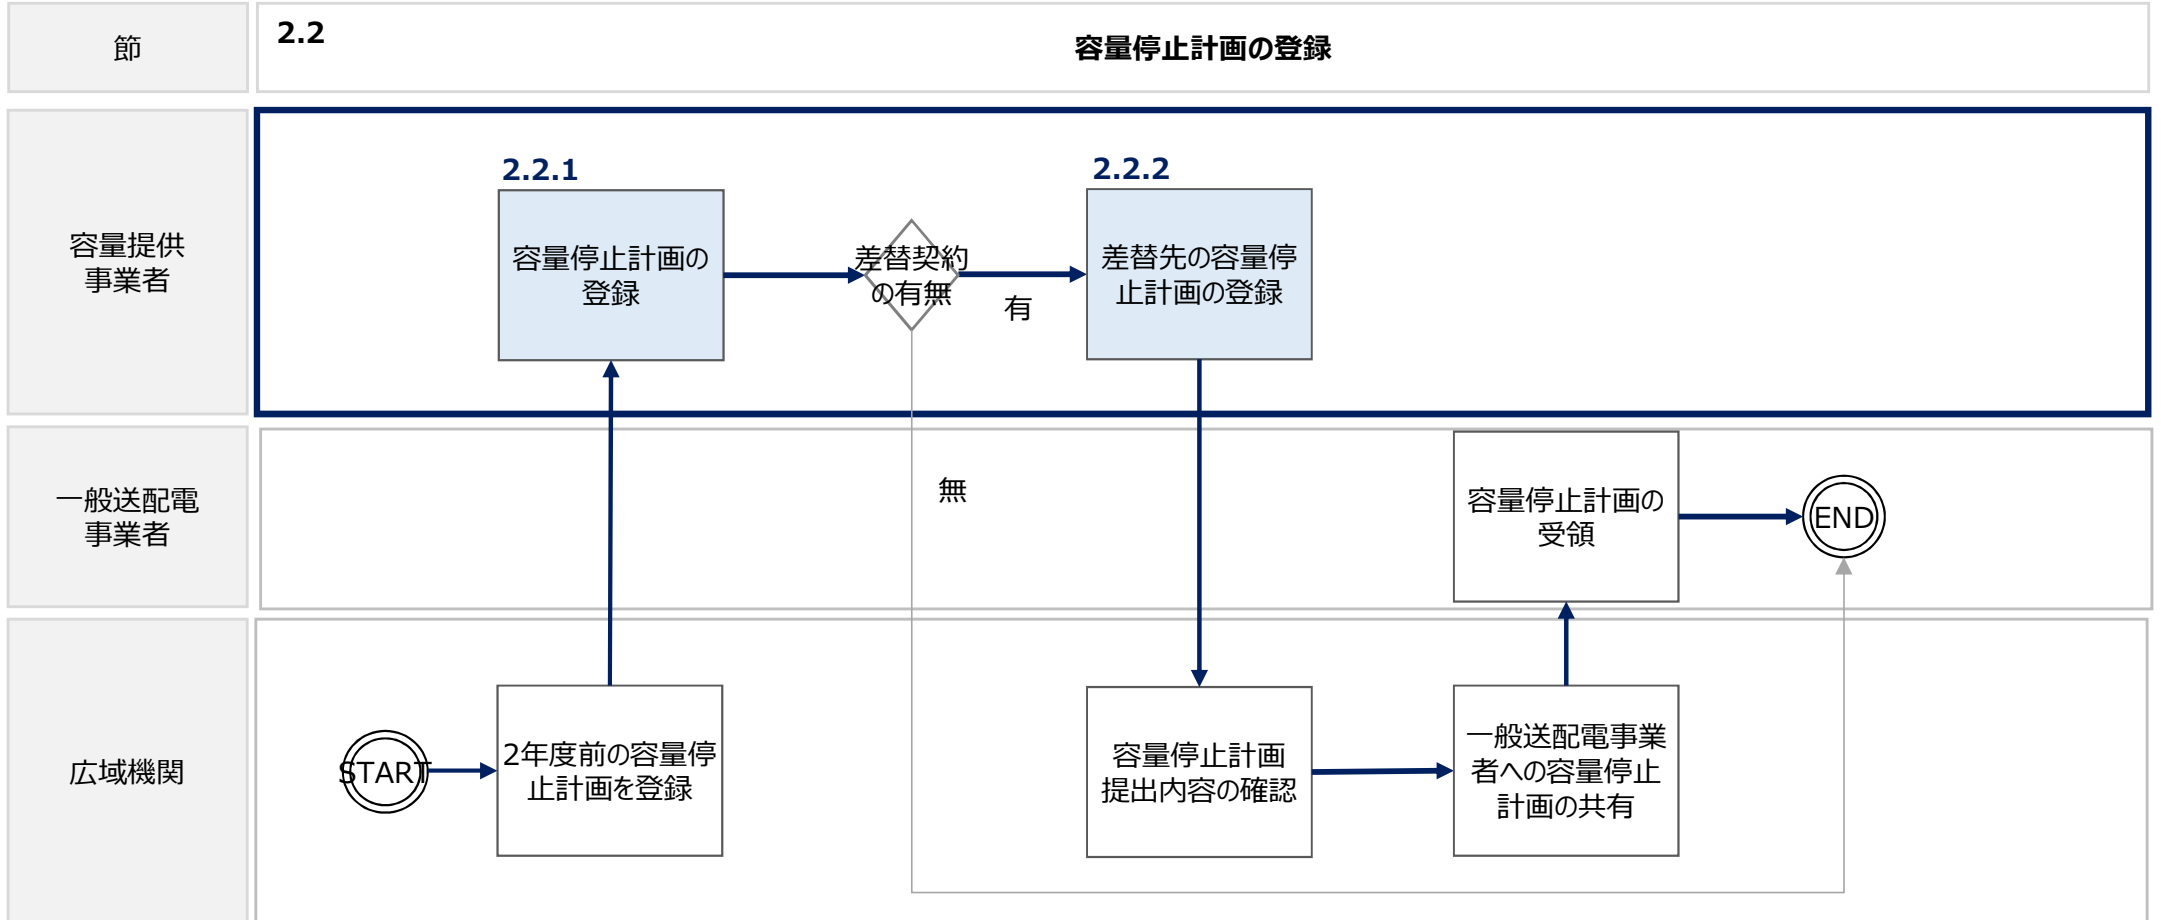 節
2.2
容量停止計画の登録
容量提供
事業者
2.2.1
容量停止計画の
登録
差替契約
の有無
有
2.2.2
差替先の容量停
止計画の登録
一般送配電
事業者
無
容量停止計画の
受領
END
広域機関
START
2年度前の容量停
止計画を登録
容量停止計画
提出内容の確認
一般送配電事業
者への容量停止
計画の共有